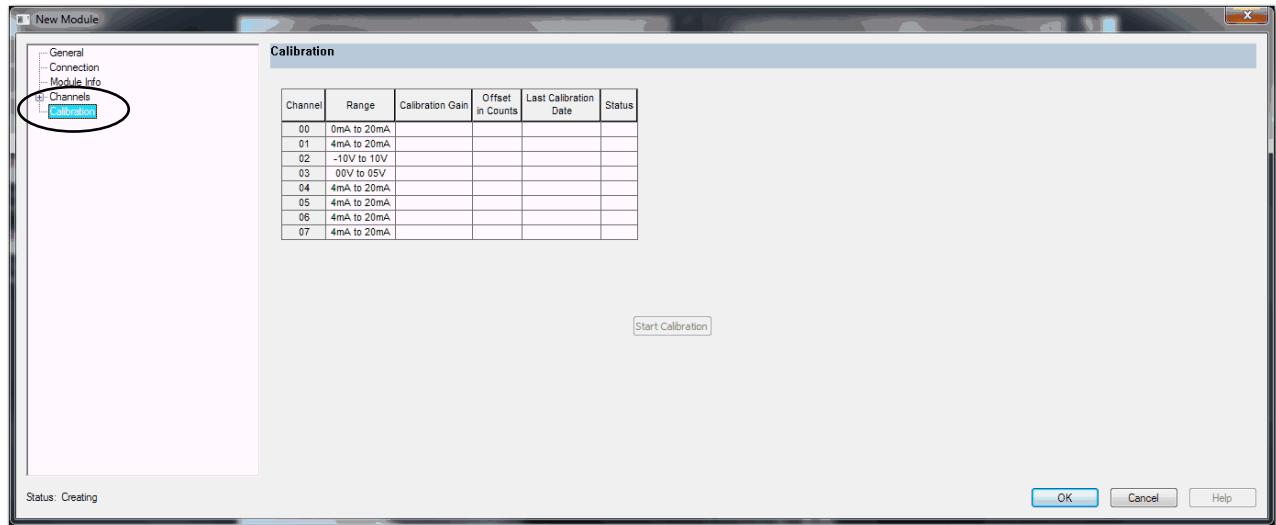 New Module
General
Connection
Module Info
Channels
Calibration
Calibration
Channel Range Calibration Gain Offset in Counts Last Calibration Date Status
00 0mA to 20mA
01 4mA to 20mA
02 -10V to 10V
03 00V to 05V
04 4mA to 20mA
05 4mA to 20mA
06 4mA to 20mA
07 4mA to 20mA
Start Calibration
Status: Creating
OK Cancel Help